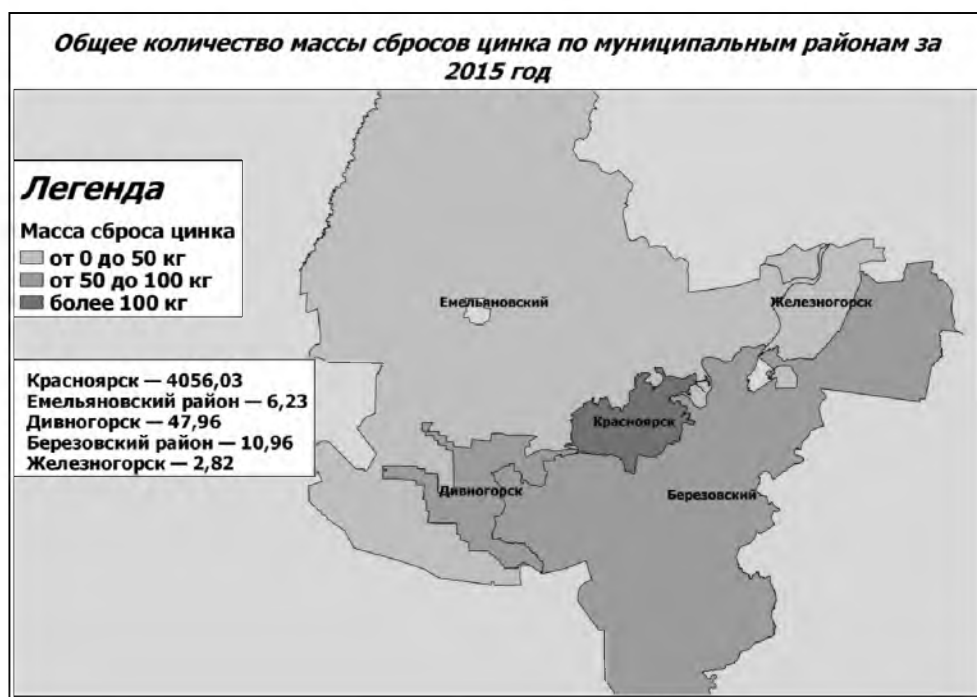 Общее количество массы сбросов цинка по муниципальным районам за
2015 год
Легенда
Масса сброса цинка
от 0 до 50 кг
от 50 до 100 кг
более 100 кг
Емельяновский
Железногорск
Красноярск — 4056,03
Емельяновский район — 6,23
Дивногорск — 47,96
Березовский район — 10,96
Железногорск — 2,82
Красноярск
Дивногорск
Березовский